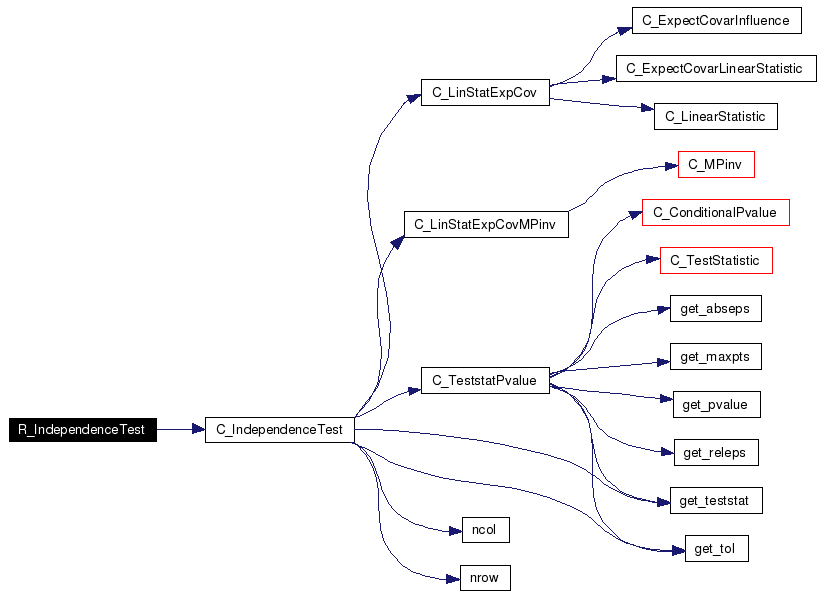 C_ExpectCovarInfluence
C_ExpectCovarLinearStatistic
C_LinStatExpCov
C_LinearStatistic
C_MPinv
C_ConditionalPvalue
C_LinStatExpCovMPinv
C_TestStatistic
get_abseps
get_maxpts
C_TeststatPvalue
get_pvalue
R_IndependenceTest
C_IndependenceTest
get_releps
get_teststat
ncol
get_tol
nrow